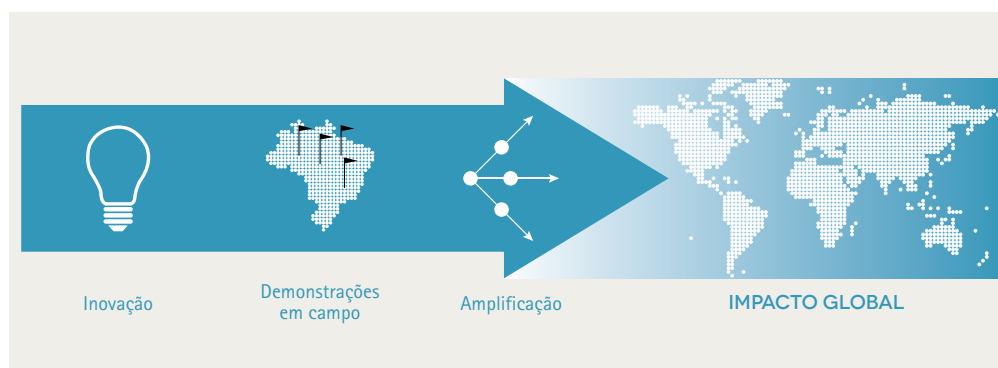 Inovação
Demonstrações
em campo
Amplificação
IMPACTO GLOBAL